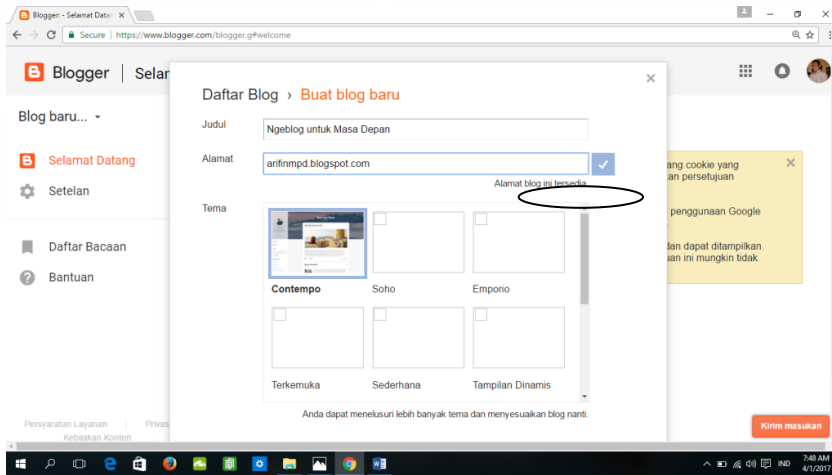 Blogger: - Selamat Datan
Secure | https://www.blogger.com/blogger.g#welcome
Blogger | Selar
Daftar Blog › Buat blog baru
Blog baru...
Judul
Ngeblog untuk Masa Depan
Selamat Datang
Alamat
arifinmpd.blogspot.com
Alamat blog ini tersedia.
ang cookie yang
an persetujuan
Setelan
Tema
penggunaan Google
Daftar Bacaan
dan dapat ditampilkan.
uan ini mungkin tidak
Bantuan
Contempo
Soho
Emporio
Terkemuka
Sederhana
Tampilan Dinamis
Anda dapat menelusuri lebih banyak tema dan menyesuaikan blog nanti.
Persyaratan Layanan | Privas
Kebijakan Konten
Kirim masukan
IND
7:48 AM
4/1/2017